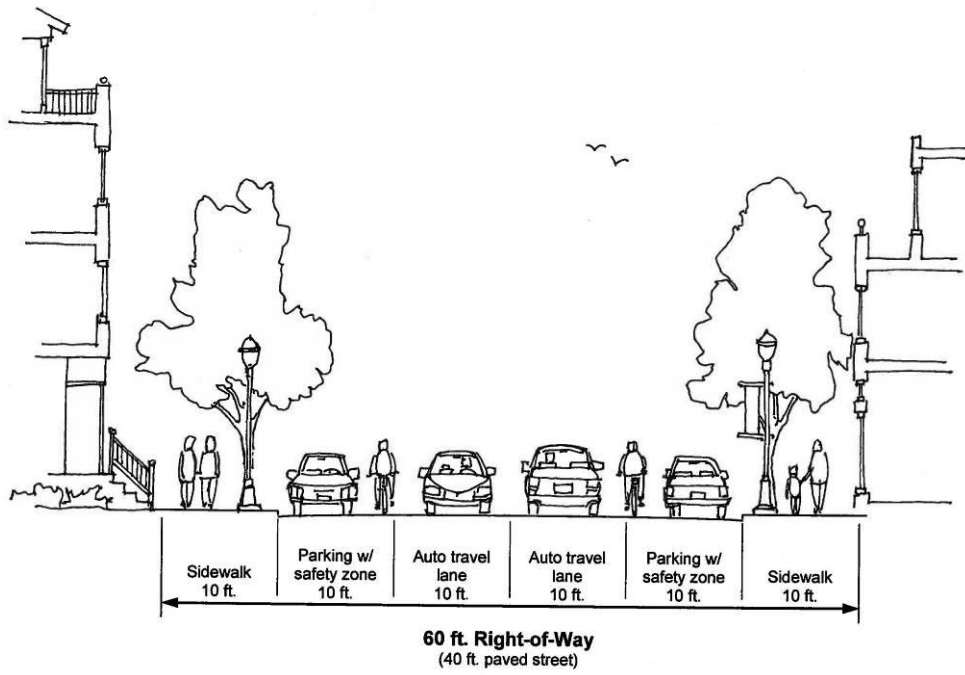 Sidewalk
10 ft.
Parking w/
safety zone
10 ft.
Auto travel
lane
10 ft.
Auto travel
lane
10 ft.
Parking w/
safety zone
10 ft.
Sidewalk
10 ft.
60 ft. Right-of-Way
(40 ft. paved street)